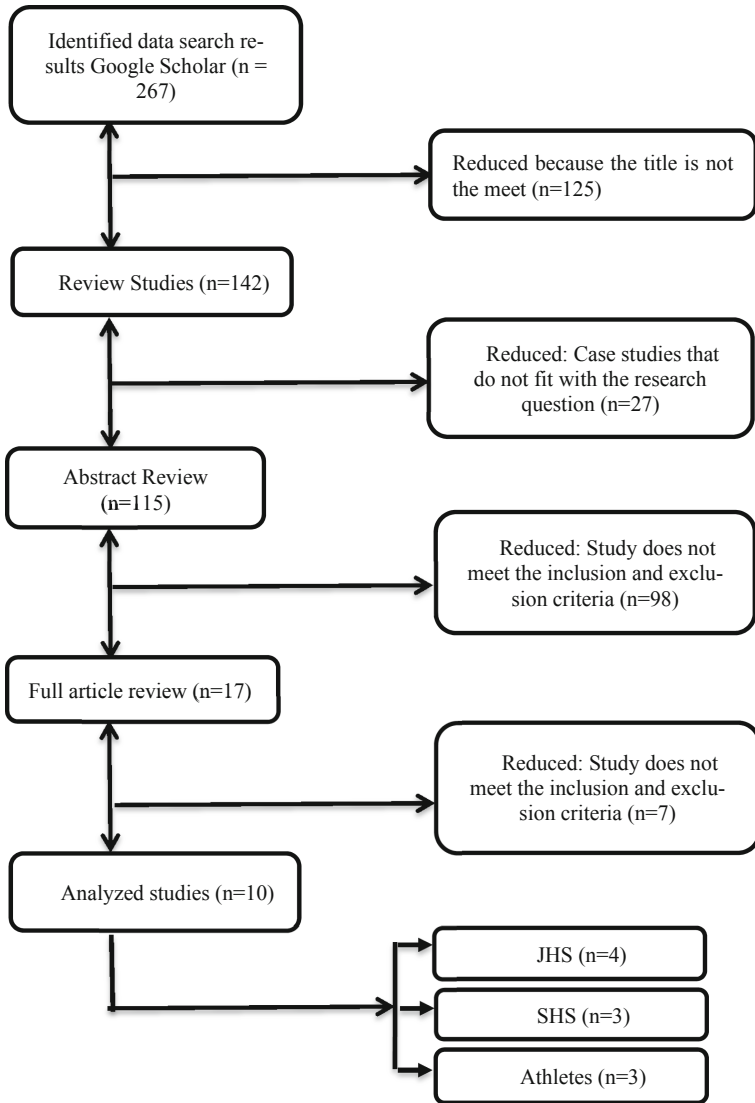 Identified data search re-
sults Google Scholar (n =
267)
Reduced because the title is not
the meet (n=125)
Review Studies (n=142)
Reduced: Case studies that
do not fit with the research
question (n=27)
Abstract Review
(n=115)
Reduced: Study does not
meet the inclusion and exclu-
sion criteria (n=98)
Full article review (n=17)
Reduced: Study does not
meet the inclusion and exclu-
sion criteria (n=7)
Analyzed studies (n=10)
JHS (n=4)
SHS (n=3)
Athletes (n=3)